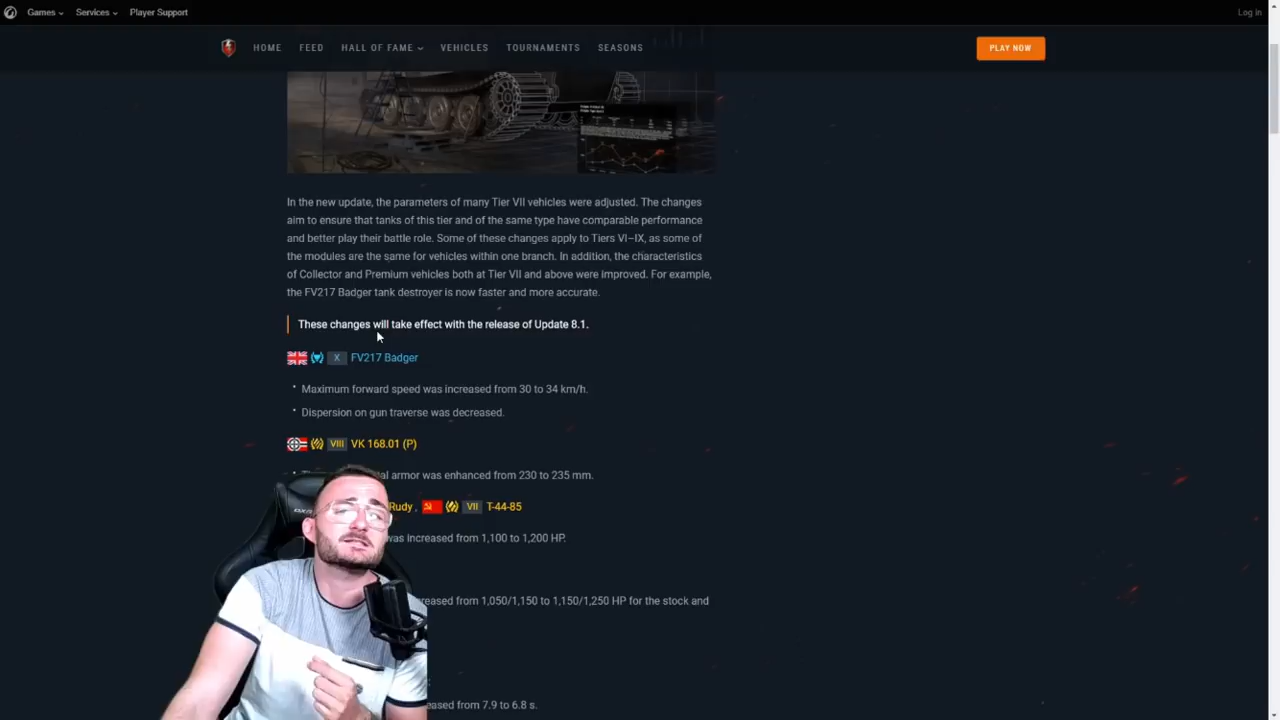 Games
Services
Player Support
Log in
HOME
FEED
HALL OF FAME
VEHICLES
TOURNAMENTS
SEASONS
PLAY NOW
In the new update, the parameters of many Tier VII vehicles were adjusted. The changes
aim to ensure that tanks of this tier and of the same type have comparable performance
and better play their battle role. Some of these changes apply to Tiers VI–IX, as some of
the modules are the same for vehicles within one branch. In addition, the characteristics
of Collector and Premium vehicles both at Tier VII and above were improved. For example,
the FV217 Badger tank destroyer is now faster and more accurate.
These changes will take effect with the release of Update 8.1.
X FV217 Badger
Maximum forward speed was increased from 30 to 34 km/h.
Dispersion on gun traverse was decreased.
VIII VK 168.01 (P)
armor was enhanced from 230 to 235 mm.
Rudy, VII T-44-85
was increased from 1,100 to 1,200 HP.
from 1,050/1,150 to 1,150/1,250 HP for the stock and
from 7.9 to 6.8 s.